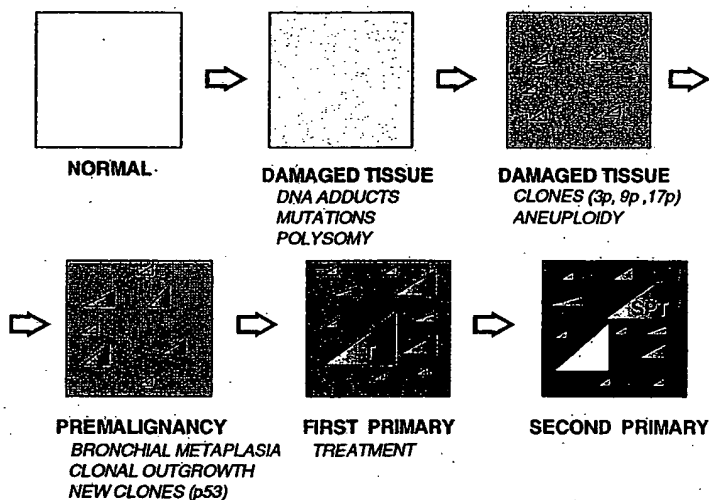 NORMAL
DAMAGED TISSUE
DNA ADDUCTS
MUTATIONS
POLYSOMY
DAMAGED TISSUE
CLONES (3p, 9p ,17p)
ANEUPLOIDY
PREMALIGNANCY
BRONCHIAL METAPLASIA
CLONAL OUTGROWTH
NEW CLONES (p53)
FIRST PRIMARY
TREATMENT
SPT
SECOND PRIMARY